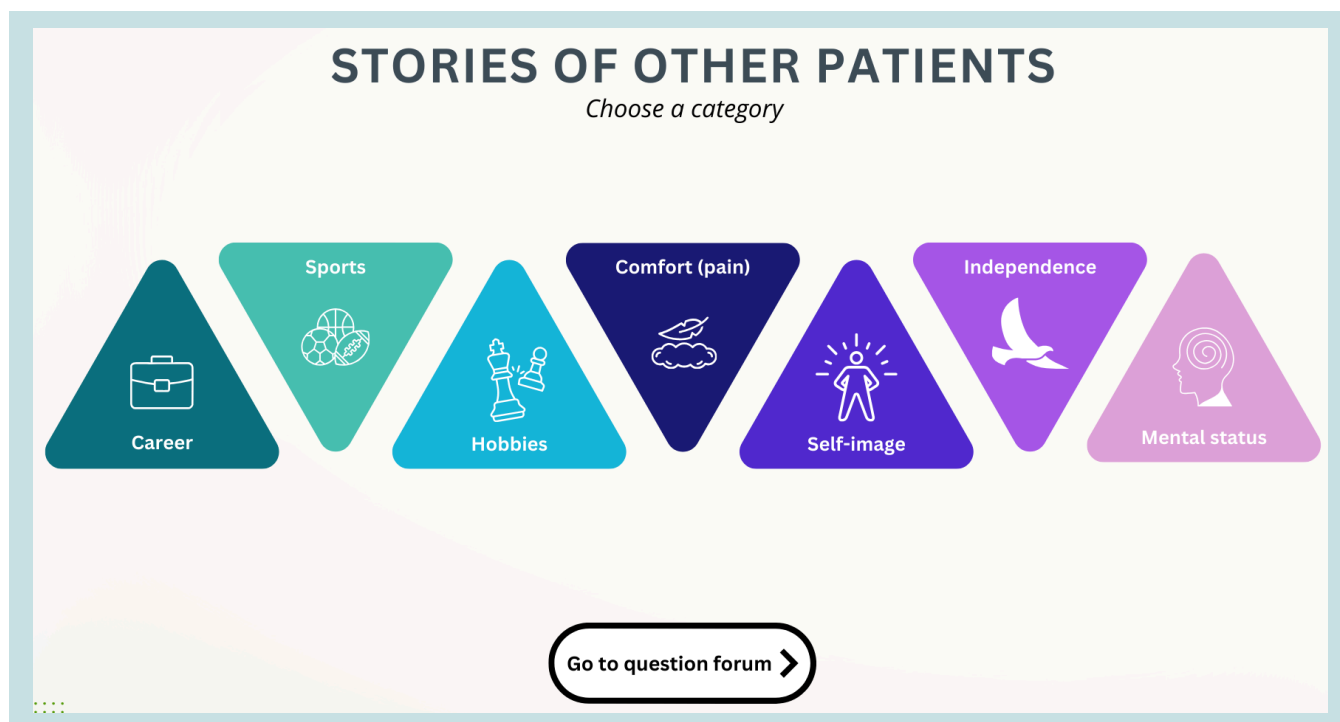 STORIES OF OTHER PATIENTS
Choose a category
Career
Sports
Hobbies
Comfort (pain)
Self-image
Independence
Mental status
Go to question forum